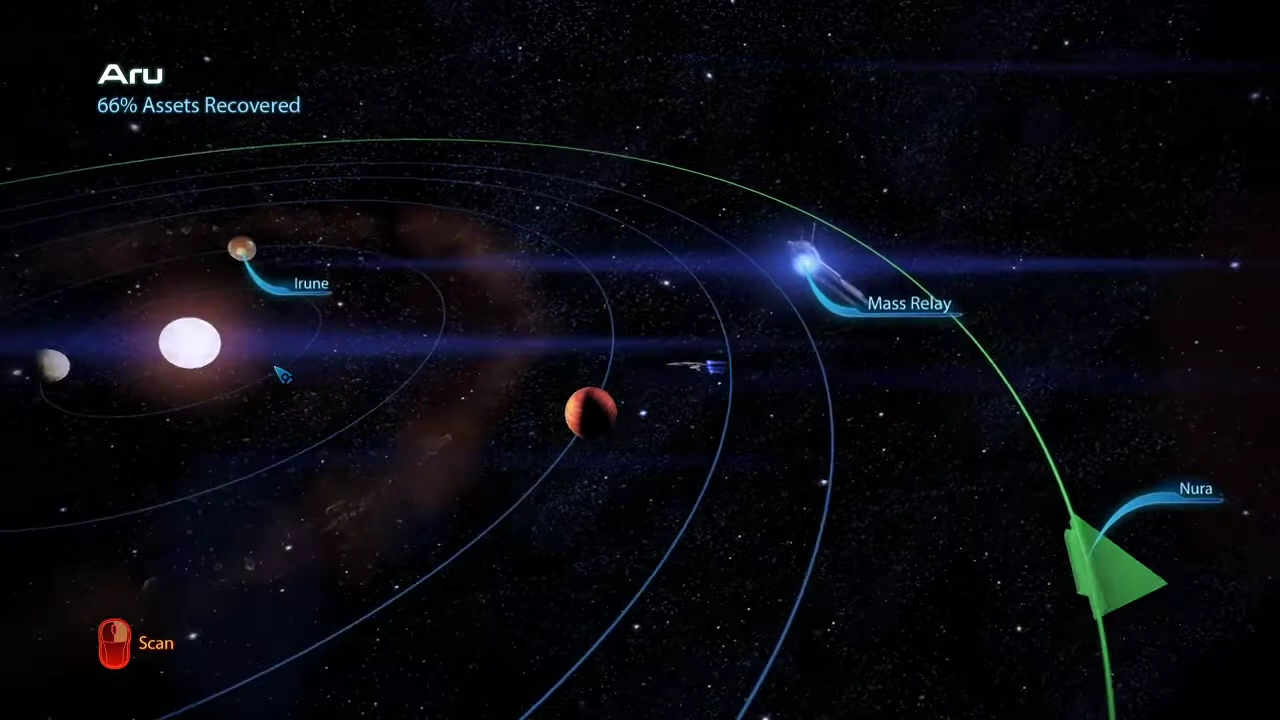 Aru
66% Assets Recovered
Irune
Mass Relay
Nura
Scan